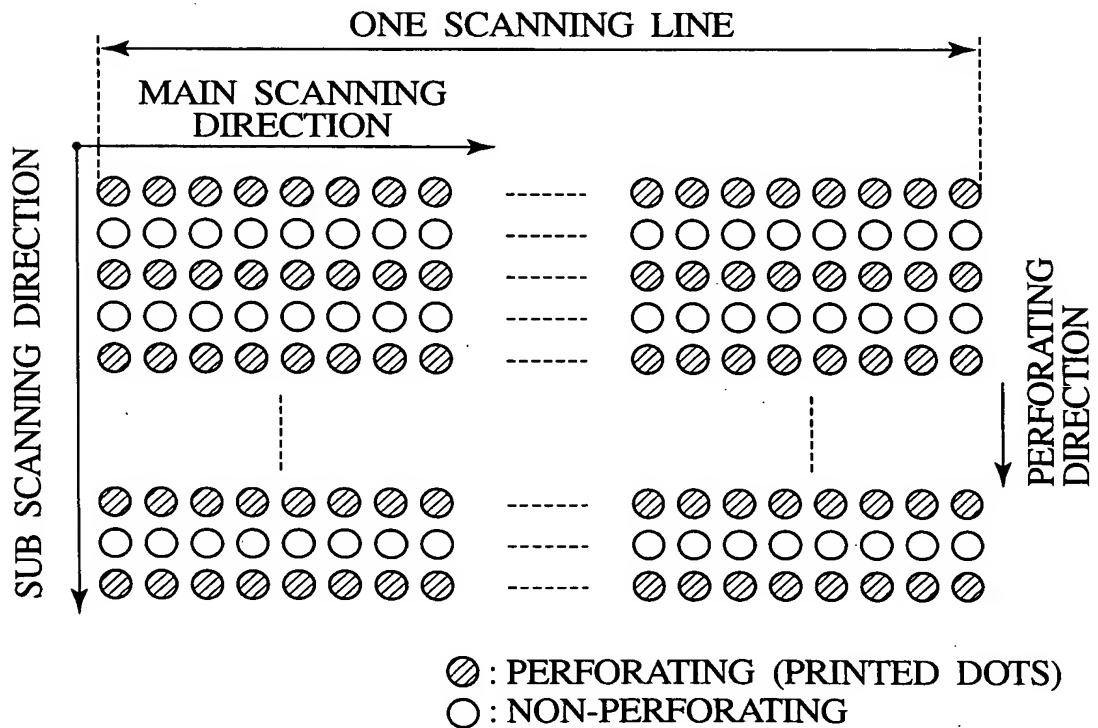 ONE SCANNING LINE
MAIN SCANNING
DIRECTION
SUB SCANNING DIRECTION
PERFORATING
DIRECTION
: PERFORATING (PRINTED DOTS)
: NON-PERFORATING